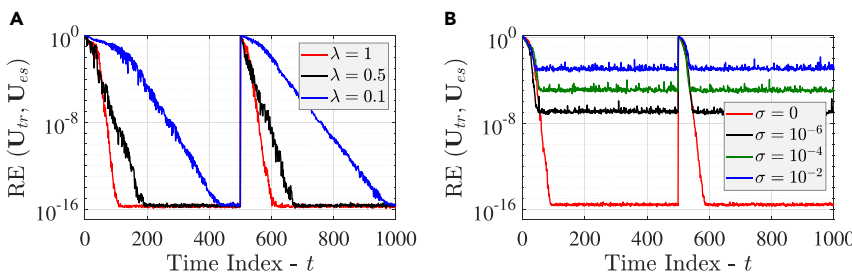 A
RE (U_tr, U_es)
10^0
10^-8
10^-16
λ = 1
λ = 0.5
λ = 0.1
0 200 400 600 800 1000
Time Index - t
B
RE (U_tr, U_es)
10^0
10^-8
10^-16
σ = 0
σ = 10^-6
σ = 10^-4
σ = 10^-2
0 200 400 600 800 1000
Time Index - t